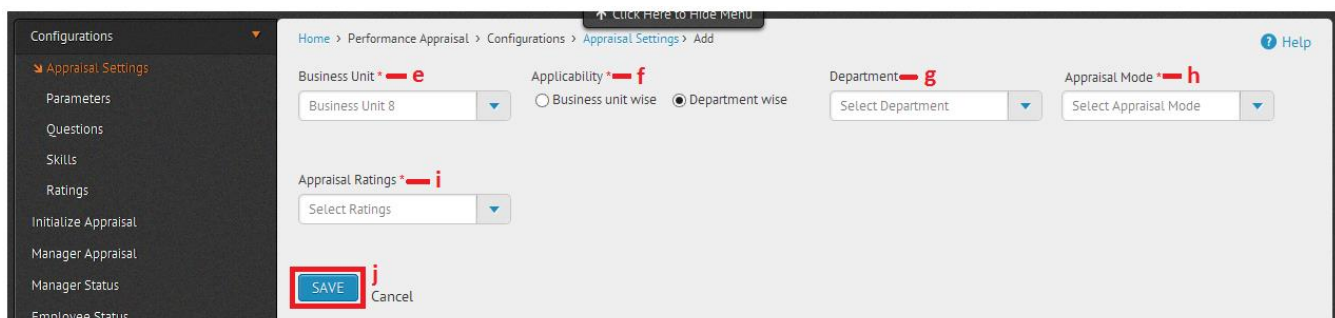 ↑ Click Here to Hide Menu
Configurations
Appraisal Settings
Parameters
Questions
Skills
Ratings
Initialize Appraisal
Manager Appraisal
Manager Status
Employee Status
Home > Performance Appraisal > Configurations > Appraisal Settings > Add
? Help
Business Unit * e
Applicability * f
Department g
Appraisal Mode * h
Business Unit 8
Business unit wise
Department wise
Select Department
Select Appraisal Mode
Appraisal Ratings * i
Select Ratings
SAVE
j
Cancel